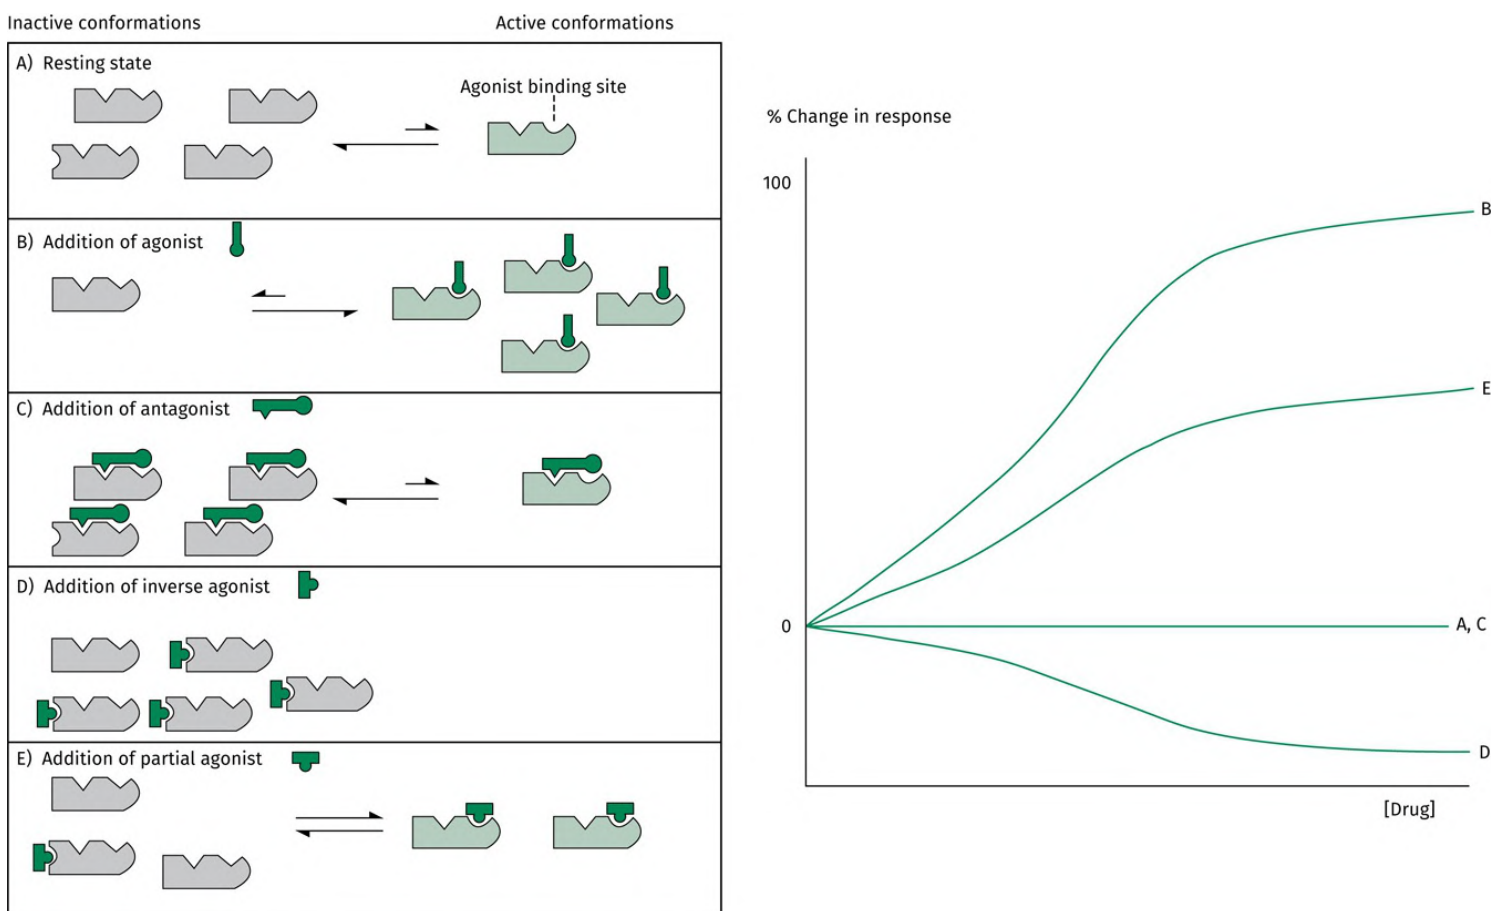 Inactive conformations
Active conformations
A) Resting state
Agonist binding site
B) Addition of agonist
C) Addition of antagonist
D) Addition of inverse agonist
E) Addition of partial agonist
% Change in response
100
B
E
0
A, C
D
[Drug]